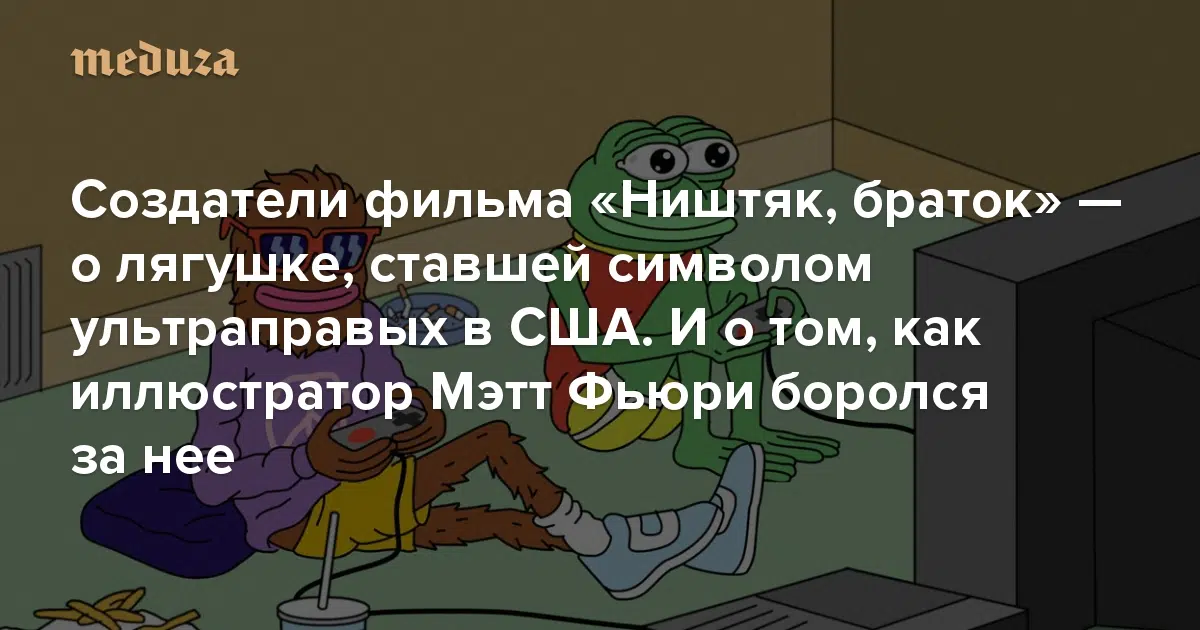 meduza
Создатели фильма «Ништяк, браток» —
о лягушке, ставшей символом
ультраправых в США. И о том, как
иллюстратор Мэтт Фьюри боролся
за нее